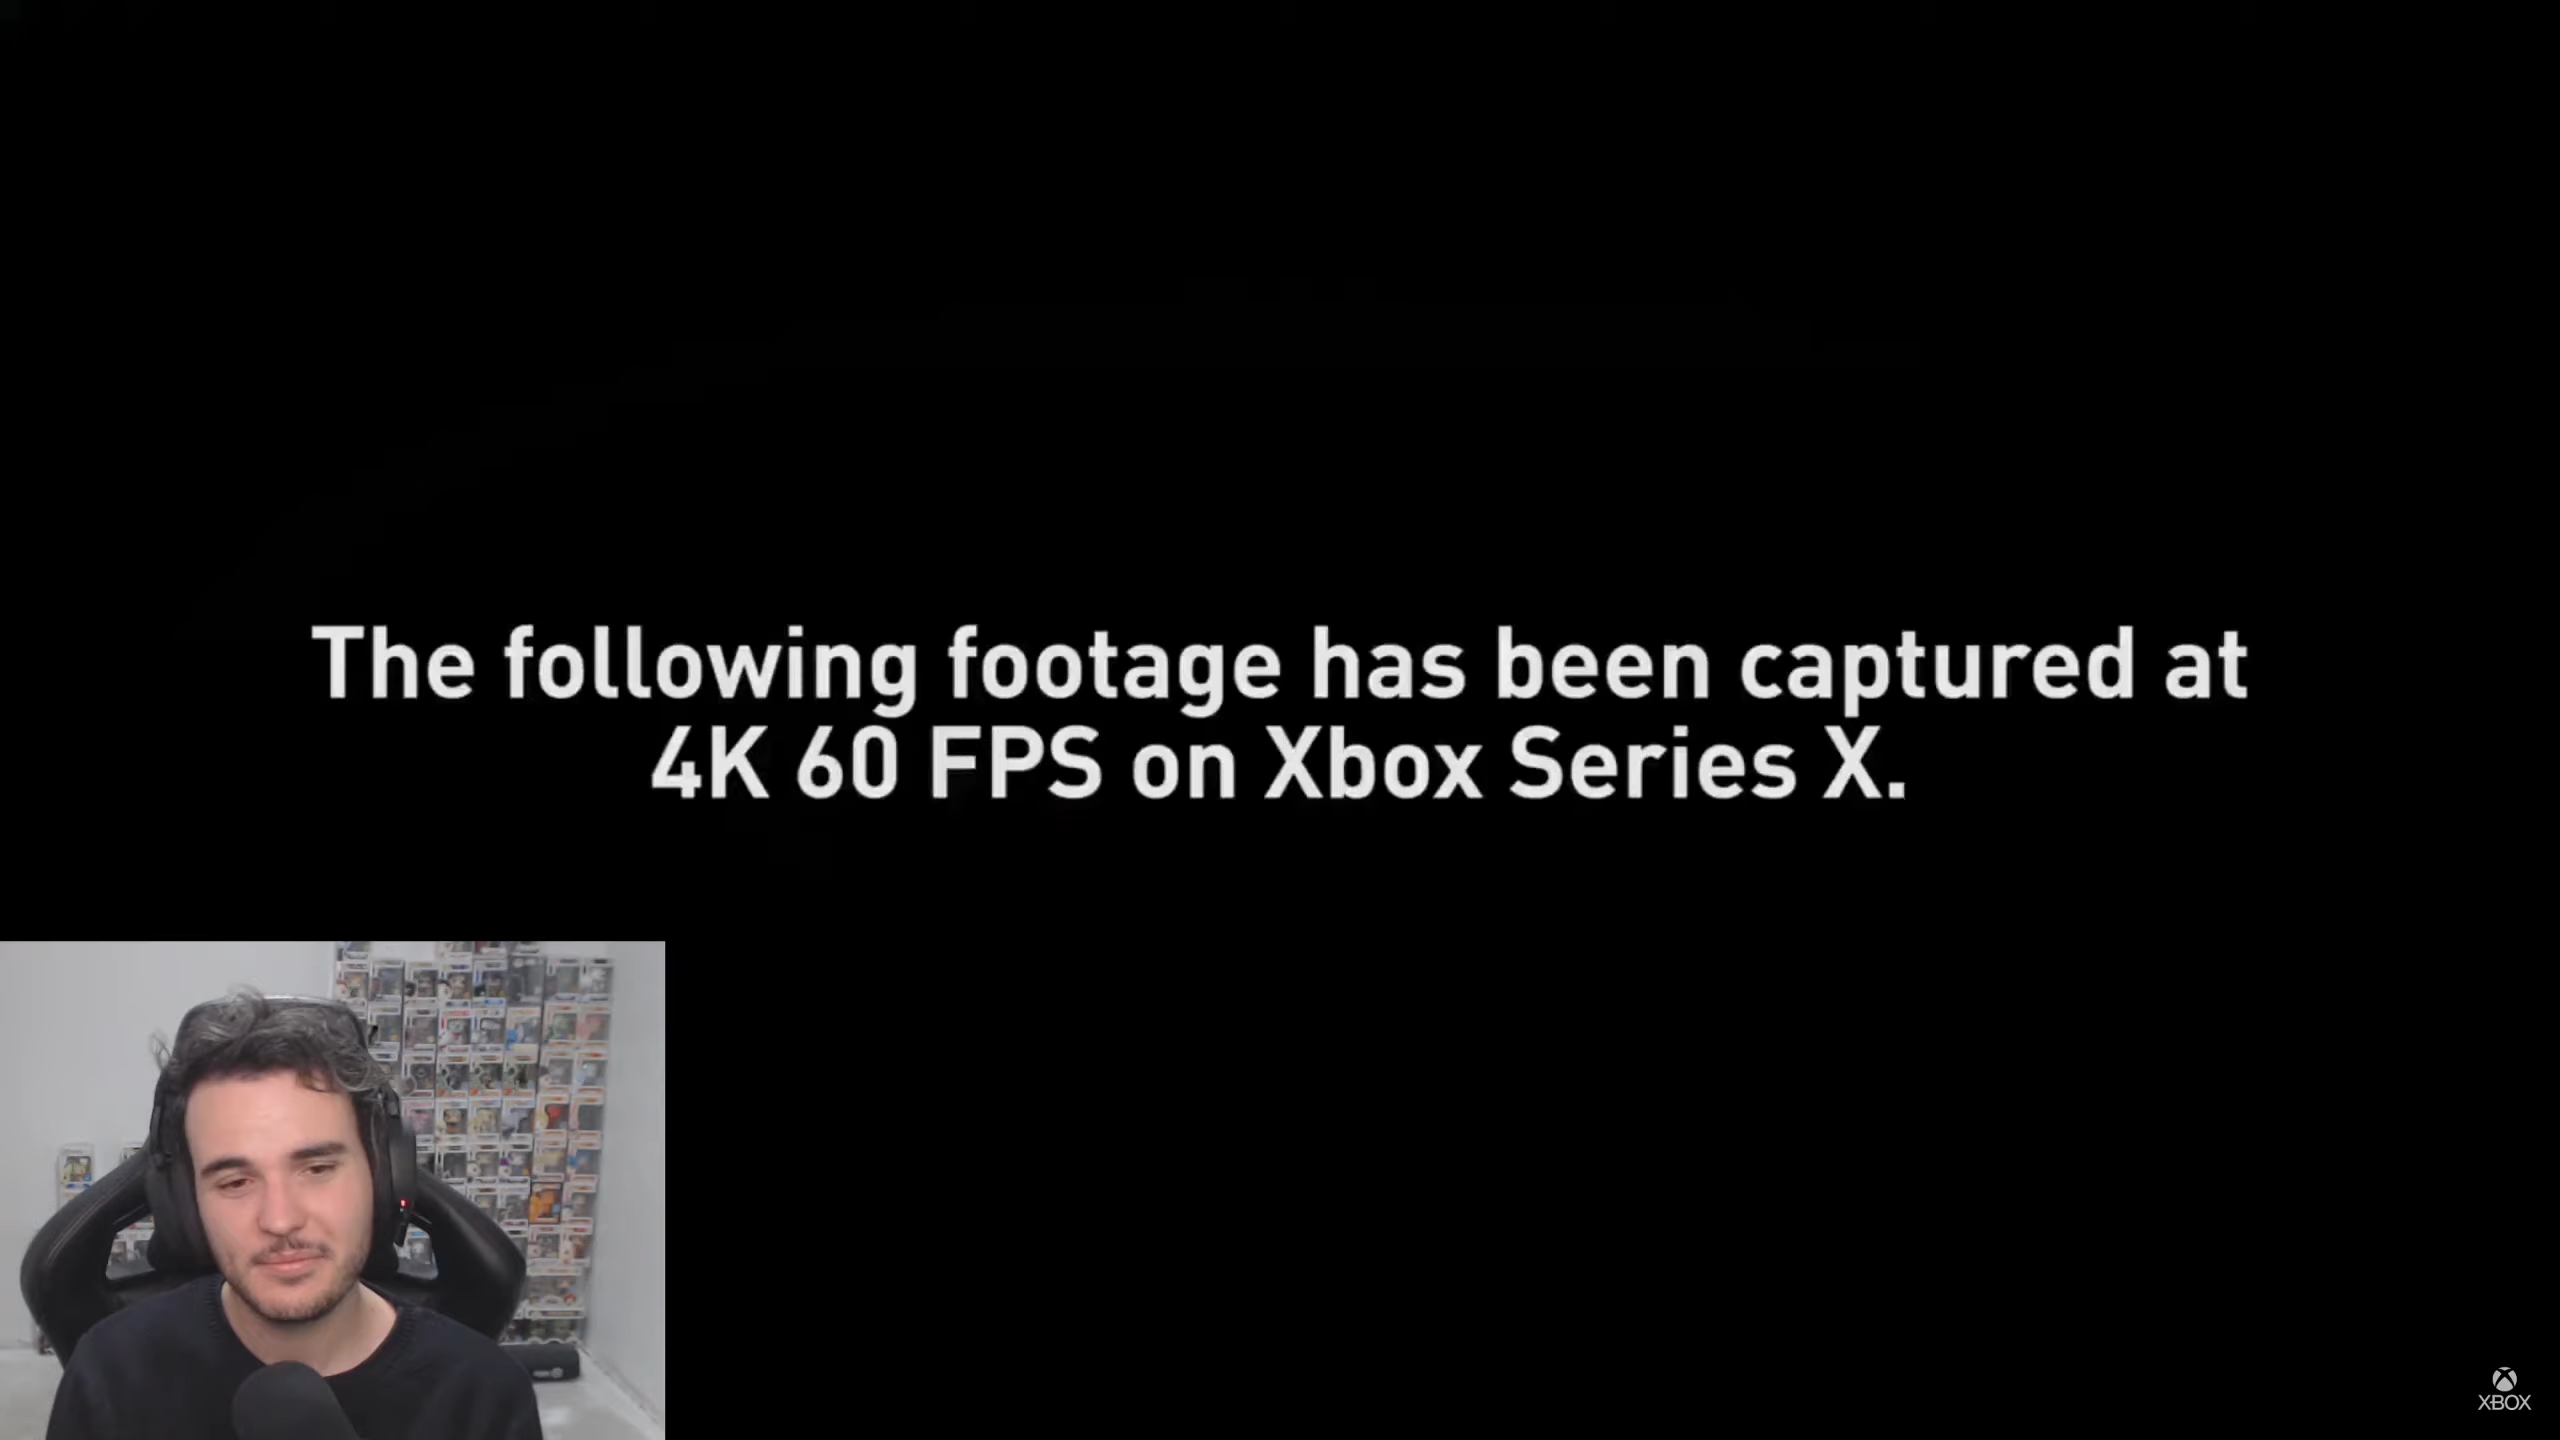 The following footage has been captured at
4K 60 FPS on Xbox Series X.
XBOX